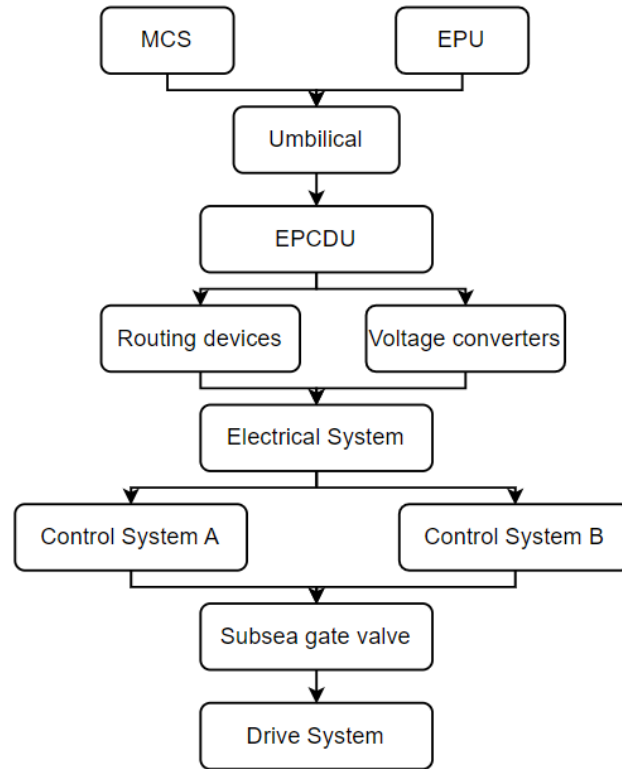 MCS
EPU
Umbilical
EPCDU
Routing devices
Voltage converters
Electrical System
Control System A
Control System B
Subsea gate valve
Drive System